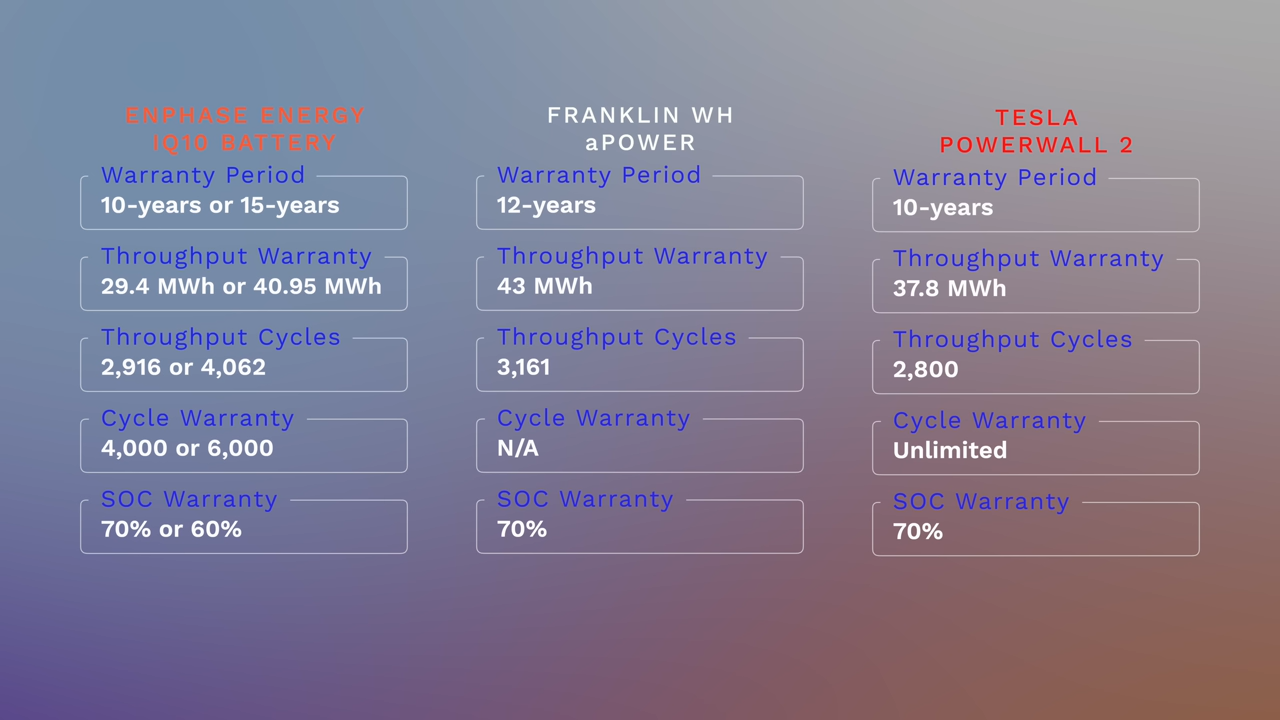 ENPHASE ENERGY
IQ10 BATTERY
Warranty Period
10-years or 15-years
Throughput Warranty
29.4 MWh or 40.95 MWh
Throughput Cycles
2,916 or 4,062
Cycle Warranty
4,000 or 6,000
SOC Warranty
70% or 60%
FRANKLIN WH
aPOWER
Warranty Period
12-years
Throughput Warranty
43 MWh
Throughput Cycles
3,161
Cycle Warranty
N/A
SOC Warranty
70%
TESLA
POWERWALL 2
Warranty Period
10-years
Throughput Warranty
37.8 MWh
Throughput Cycles
2,800
Cycle Warranty
Unlimited
SOC Warranty
70%